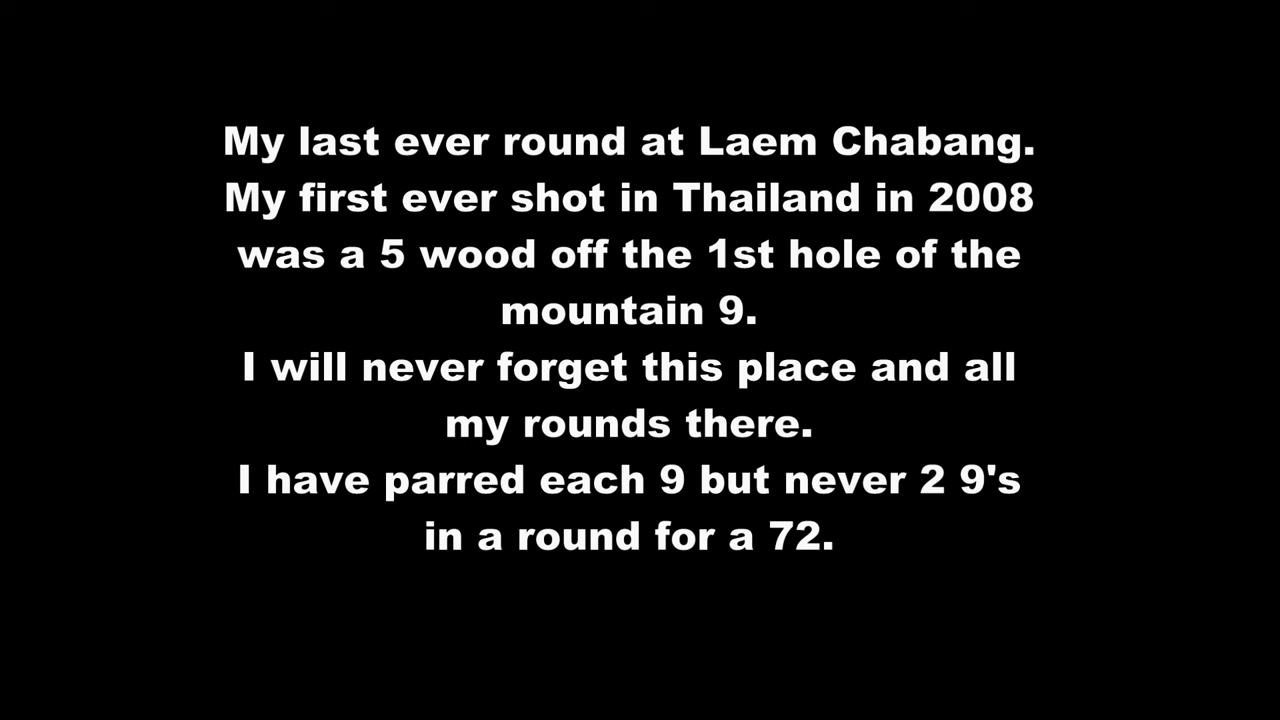 My last ever round at Laem Chabang.
My first ever shot in Thailand in 2008
was a 5 wood off the 1st hole of the
mountain 9.
I will never forget this place and all
my rounds there.
I have parred each 9 but never 2 9's
in a round for a 72.